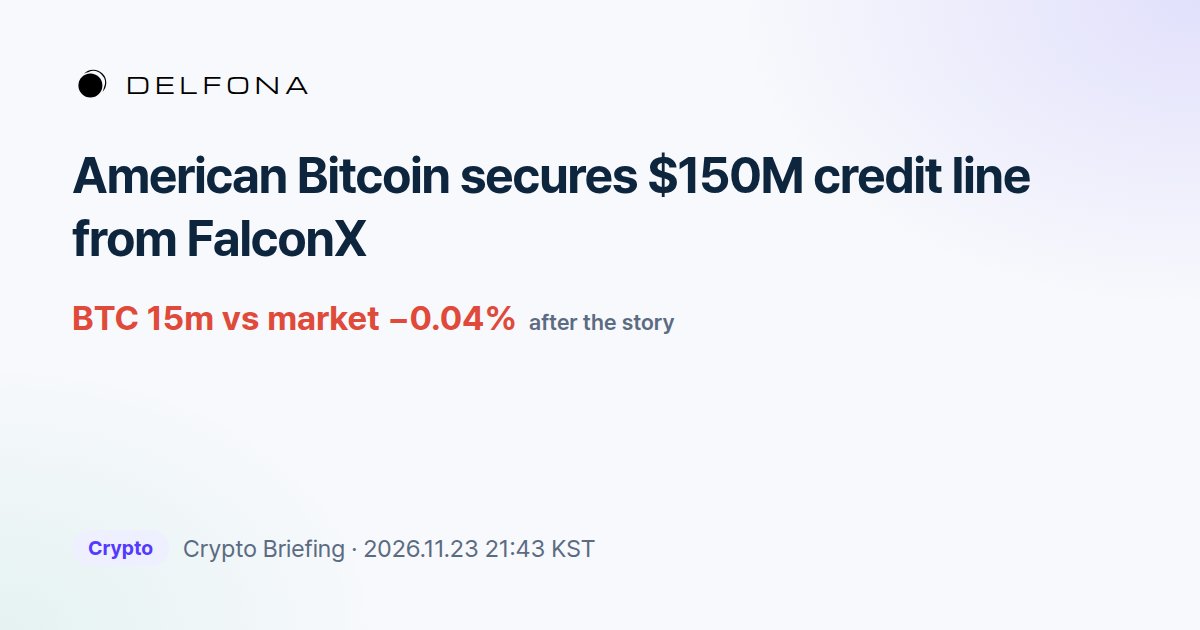 DELFONA
American Bitcoin secures $150M credit line
from FalconX
BTC 15m vs market −0.04% after the story
Crypto Crypto Briefing · 2026.11.23 21:43 KST